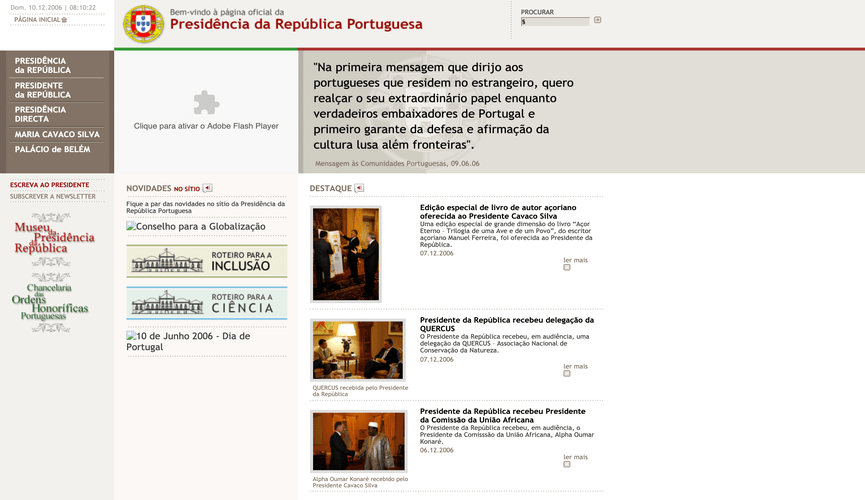 Dom. 10.12.2006 | 08:10:22
PÁGINA INICIAL
Bem-vindo à página oficial da
Presidência da República Portuguesa
PROCURAR
PRESIDÊNCIA
da REPÚBLICA
PRESIDENTE
da REPÚBLICA
PRESIDÊNCIA
DIRECTA
MARIA CAVACO SILVA
PALÁCIO de BELÉM
Clique para ativar o Adobe Flash Player
"Na primeira mensagem que dirijo aos
portugueses que residem no estrangeiro, quero
realçar o seu extraordinário papel enquanto
verdadeiros embaixadores de Portugal e
primeiro garante da defesa e afirmação da
cultura lusa além fronteiras".
Mensagem às Comunidades Portuguesas, 09.06.06
ESCREVA AO PRESIDENTE
SUBSCREVER A NEWSLETTER
Museu
da Presidência
da República
Chancelaria
das
Ordens
Honoríficas
Portuguesas
NOVIDADES NO SÍTIO
Fique a par das novidades no sítio da Presidência da
República Portuguesa
Conselho para a Globalização
ROTEIRO PARA A
INCLUSÃO
ROTEIRO PARA A
CIÊNCIA
10 de Junho 2006 - Dia de
Portugal
DESTAQUE
Edição especial de livro de autor açoriano
oferecida ao Presidente Cavaco Silva
Uma edição especial de grande dimensão do livro "Açor
Eterno – Trilogia de uma Ave e de um Povo", do escritor
açoriano Manuel Ferreira, foi oferecida ao Presidente da
República.
07.12.2006
ler mais
Presidente da República recebeu delegação da
QUERCUS
O Presidente da República recebeu, em audiência, uma
delegação da QUERCUS – Associação Nacional de
Conservação da Natureza.
07.12.2006
ler mais
QUERCUS recebida pelo Presidente
da República
Presidente da República recebeu Presidente
da Comissão da União Africana
O Presidente da República recebeu, em audiência, o
Presidente da Comisssão da União Africana, Alpha Oumar
Konaré.
06.12.2006
ler mais
Alpha Oumar Konaré recebido pelo
Presidente Cavaco Silva